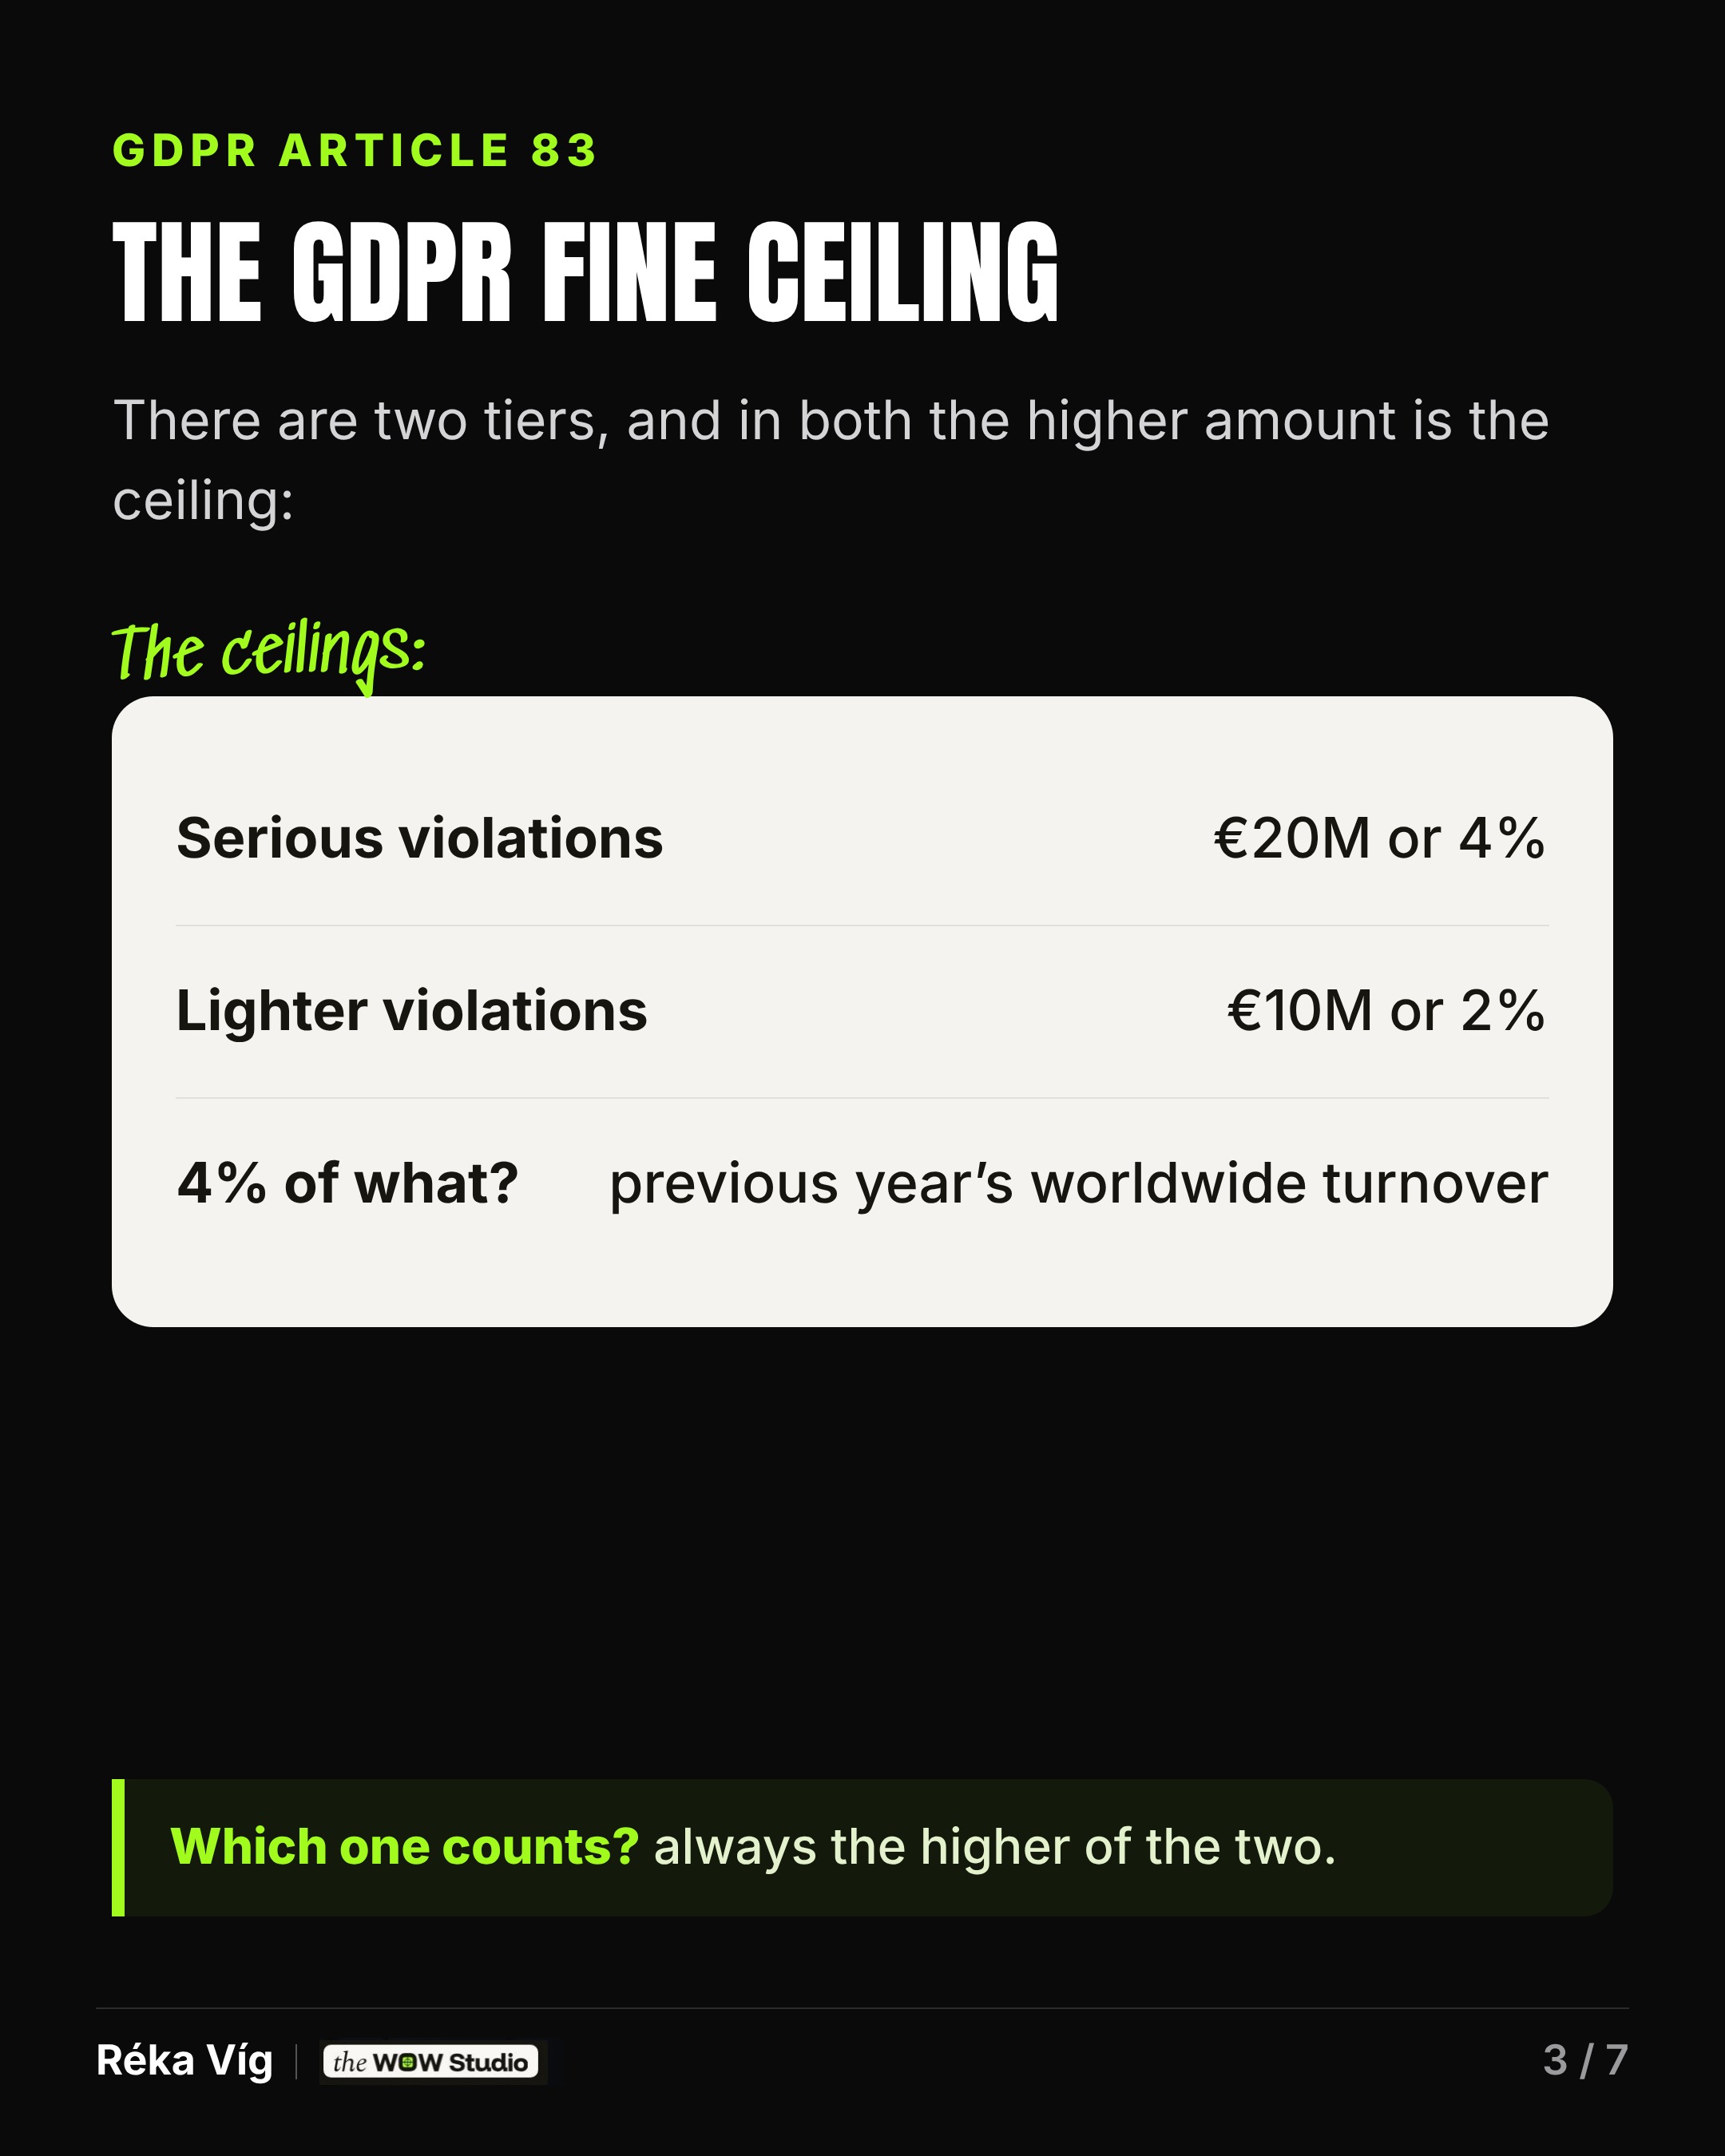 GDPR ARTICLE 83
THE GDPR FINE CEILING
There are two tiers, and in both the higher amount is the
ceiling:
The ceilings:
Serious violations €20M or 4%
Lighter violations €10M or 2%
4% of what? previous year’s worldwide turnover
Which one counts? always the higher of the two.
Réka Víg the WOW Studio 3 / 7